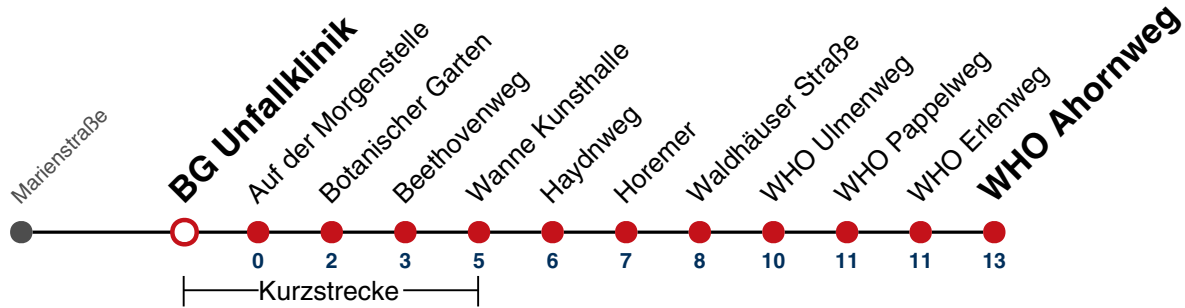 Marienstraße
BG Unfallklinik
Auf der Morgenstelle
Botanischer Garten
Beethovenweg
Wanne Kunsthalle
Haydnweg
Horemer
Waldhäuser Straße
WHO Ulmenweg
WHO Pappelweg
WHO Erlenweg
WHO Ahornweg
0 2 3 5 6 7 8 10 11 11 13
Kurzstrecke